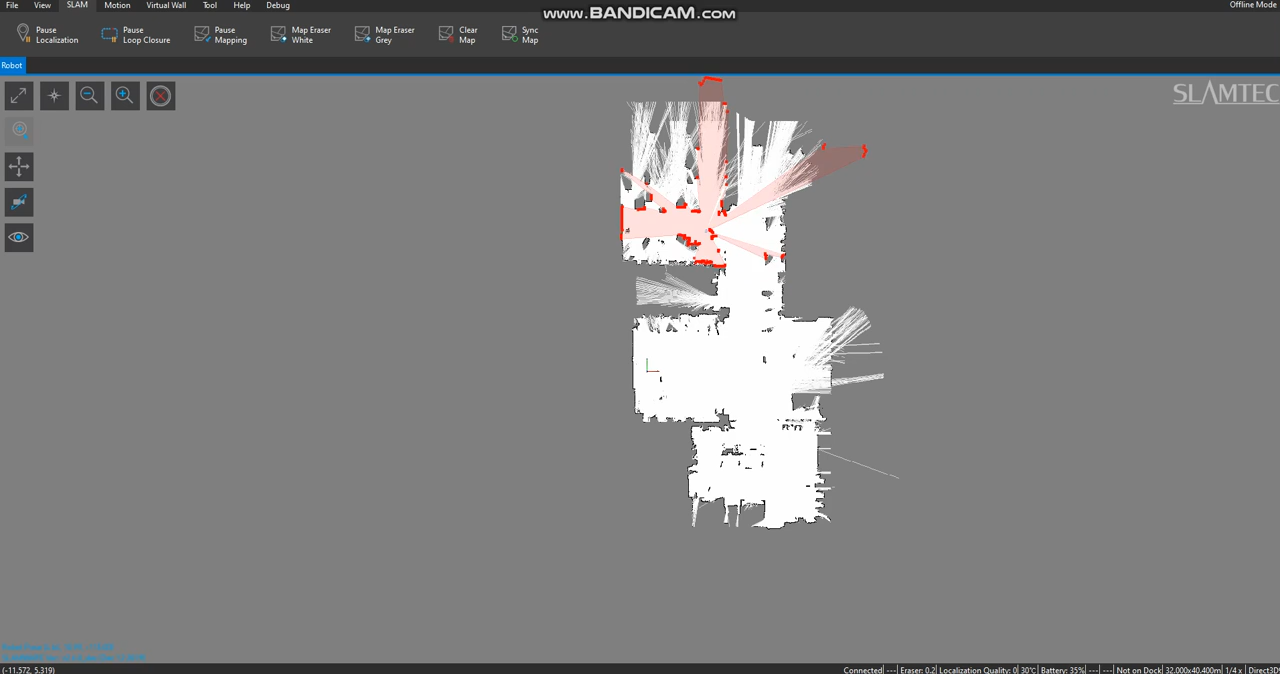 www.BANDICAM.com
File View SLAM Motion Virtual Wall Tool Help Debug Offline Mode
Pause Localization
Pause Loop Closure
Pause Mapping
Map Eraser White
Map Eraser Grey
Clear Map
Sync Map
Robot
SLAMTEC
(-11.572, 5.319)
Connected --- Eraser: 0.2 Localization Quality: 0 30℃ Battery: 35% --- --- Not on Dock 32.000x40.400m 1/4 x Direct3D9